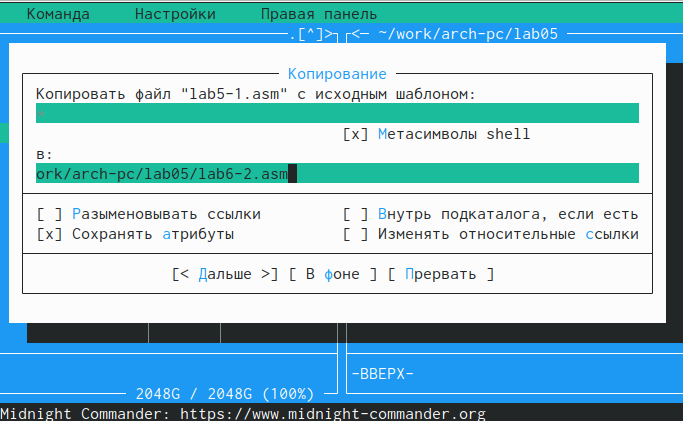 Команда Настройки Правая панель
.[^]> <— ~/work/arch-pc/lab05
Копирование
Копировать файл "lab5-1.asm" с исходным шаблоном:
[x] Метасимволы shell
в:
ork/arch-pc/lab05/lab6-2.asm
[ ] Разыменовывать ссылки [ ] Внутрь подкаталога, если есть
[x] Сохранять атрибуты [ ] Изменять относительные ссылки
[< Дальше >] [ В фоне ] [ Прервать ]
-ВВЕРХ-
2048G / 2048G (100%)
Midnight Commander: https://www.midnight-commander.org